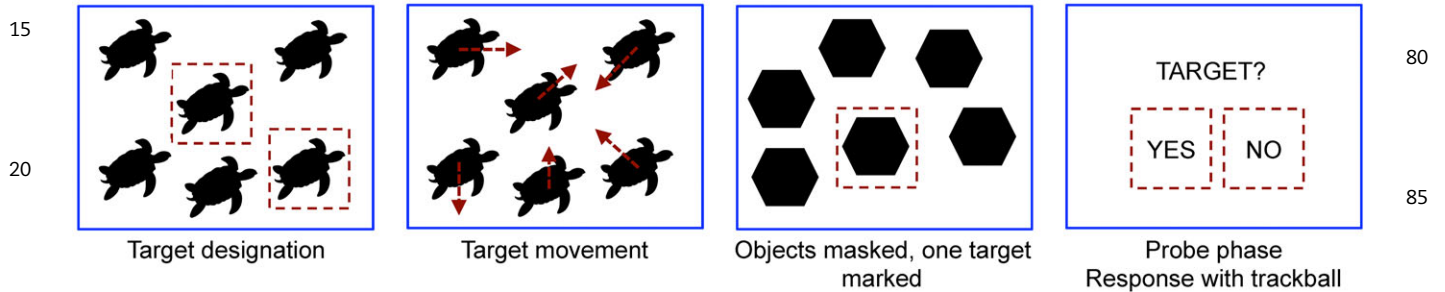 15
20
TARGET?
YES
NO
80
85
Target designation
Target movement
Objects masked, one target
marked
Probe phase
Response with trackball